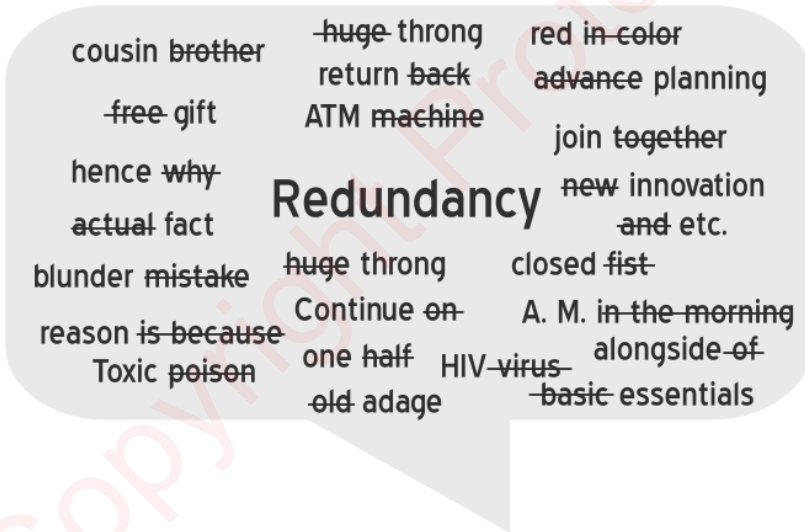 cousin brother
huge throng
red in color
return back
advance planning
free gift
ATM machine
join together
hence why
Redundancy
new innovation
actual fact
and etc.
blunder mistake
huge throng
closed fist
Continue on
A. M. in the morning
reason is because
one half
HIV virus
alongside of
Toxic poison
old adage
basic essentials
Copyright Prote